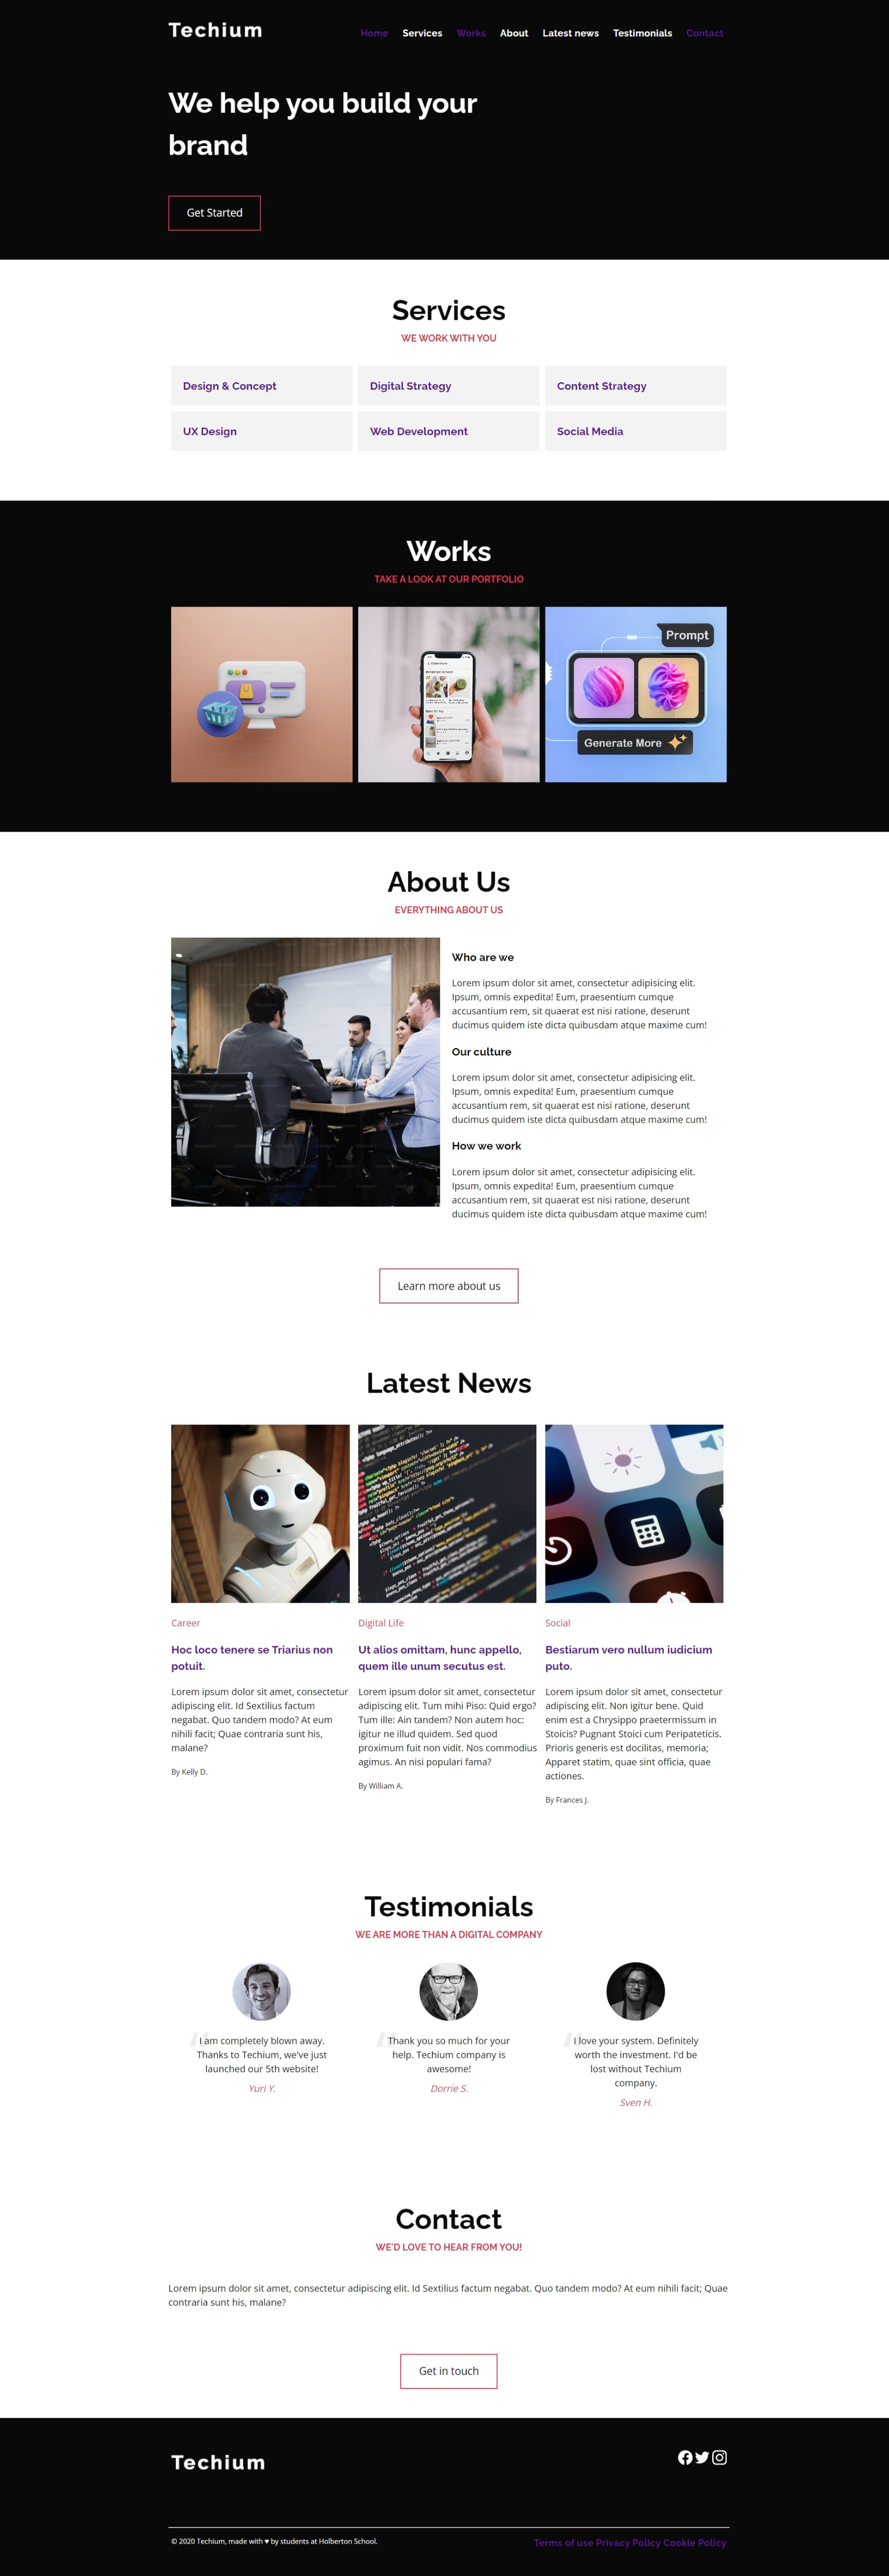 Techium
Home Services Works About Latest news Testimonials Contact
We help you build your
brand
Get Started
Services
WE WORK WITH YOU
Design & Concept
Digital Strategy
Content Strategy
UX Design
Web Development
Social Media
Works
TAKE A LOOK AT OUR PORTFOLIO
Prompt
Generate More
About Us
EVERYTHING ABOUT US
Who are we
Lorem ipsum dolor sit amet, consectetur adipisicing elit.
Ipsum, omnis expedita! Eum, praesentium cumque
accusantium rem, sit quaerat est nisi ratione, deserunt
ducimus quidem iste dicta quibusdam atque maxime cum!
Our culture
Lorem ipsum dolor sit amet, consectetur adipisicing elit.
Ipsum, omnis expedita! Eum, praesentium cumque
accusantium rem, sit quaerat est nisi ratione, deserunt
ducimus quidem iste dicta quibusdam atque maxime cum!
How we work
Lorem ipsum dolor sit amet, consectetur adipisicing elit.
Ipsum, omnis expedita! Eum, praesentium cumque
accusantium rem, sit quaerat est nisi ratione, deserunt
ducimus quidem iste dicta quibusdam atque maxime cum!
Learn more about us
Latest News
Career
Hoc loco tenere se Triarius non
potuit.
Lorem ipsum dolor sit amet, consectetur
adipiscing elit. Id Sextilius factum
negabat. Quo tandem modo? At eum
nihili facit; Quae contraria sunt his,
malane?
By Kelly D.
Digital Life
Ut alios omittam, hunc appello,
quem ille unum secutus est.
Lorem ipsum dolor sit amet, consectetur
adipiscing elit. Tum mihi Piso: Quid ergo?
Tum ille: Ain tandem? Non autem hoc:
igitur ne illud quidem. Sed quod
proximum fuit non vidit. Nos commodius
agimus. An nisi populari fama?
By William A.
Social
Bestiarum vero nullum iudicium
puto.
Lorem ipsum dolor sit amet, consectetur
adipiscing elit. Non igitur bene. Quid
enim est a Chrysippo praetermissum in
Stoicis? Pugnant Stoici cum Peripateticis.
Prioris generis est docilitas, memoria;
Apparet statim, quae sint officia, quae
actiones.
By Frances J.
Testimonials
WE ARE MORE THAN A DIGITAL COMPANY
I am completely blown away.
Thanks to Techium, we've just
launched our 5th website!
Yuri Y.
Thank you so much for your
help. Techium company is
awesome!
Dorrie S.
I love your system. Definitely
worth the investment. I'd be
lost without Techium
company.
Sven H.
Contact
WE'D LOVE TO HEAR FROM YOU!
Lorem ipsum dolor sit amet, consectetur adipiscing elit. Id Sextilius factum negabat. Quo tandem modo? At eum nihili facit; Quae
contraria sunt his, malane?
Get in touch
Techium
© 2020 Techium, made with ♥ by students at Holberton School.
Terms of use Privacy Policy Cookie Policy